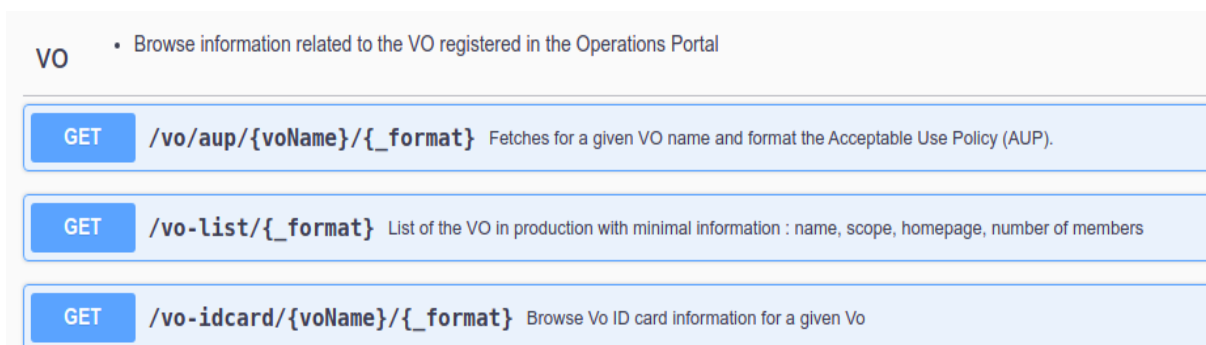 VO
• Browse information related to the VO registered in the Operations Portal
GET /vo/aup/{voName}/{_format} Fetches for a given VO name and format the Acceptable Use Policy (AUP).
GET /vo-list/{_format} List of the VO in production with minimal information : name, scope, homepage, number of members
GET /vo-idcard/{voName}/{_format} Browse Vo ID card information for a given Vo